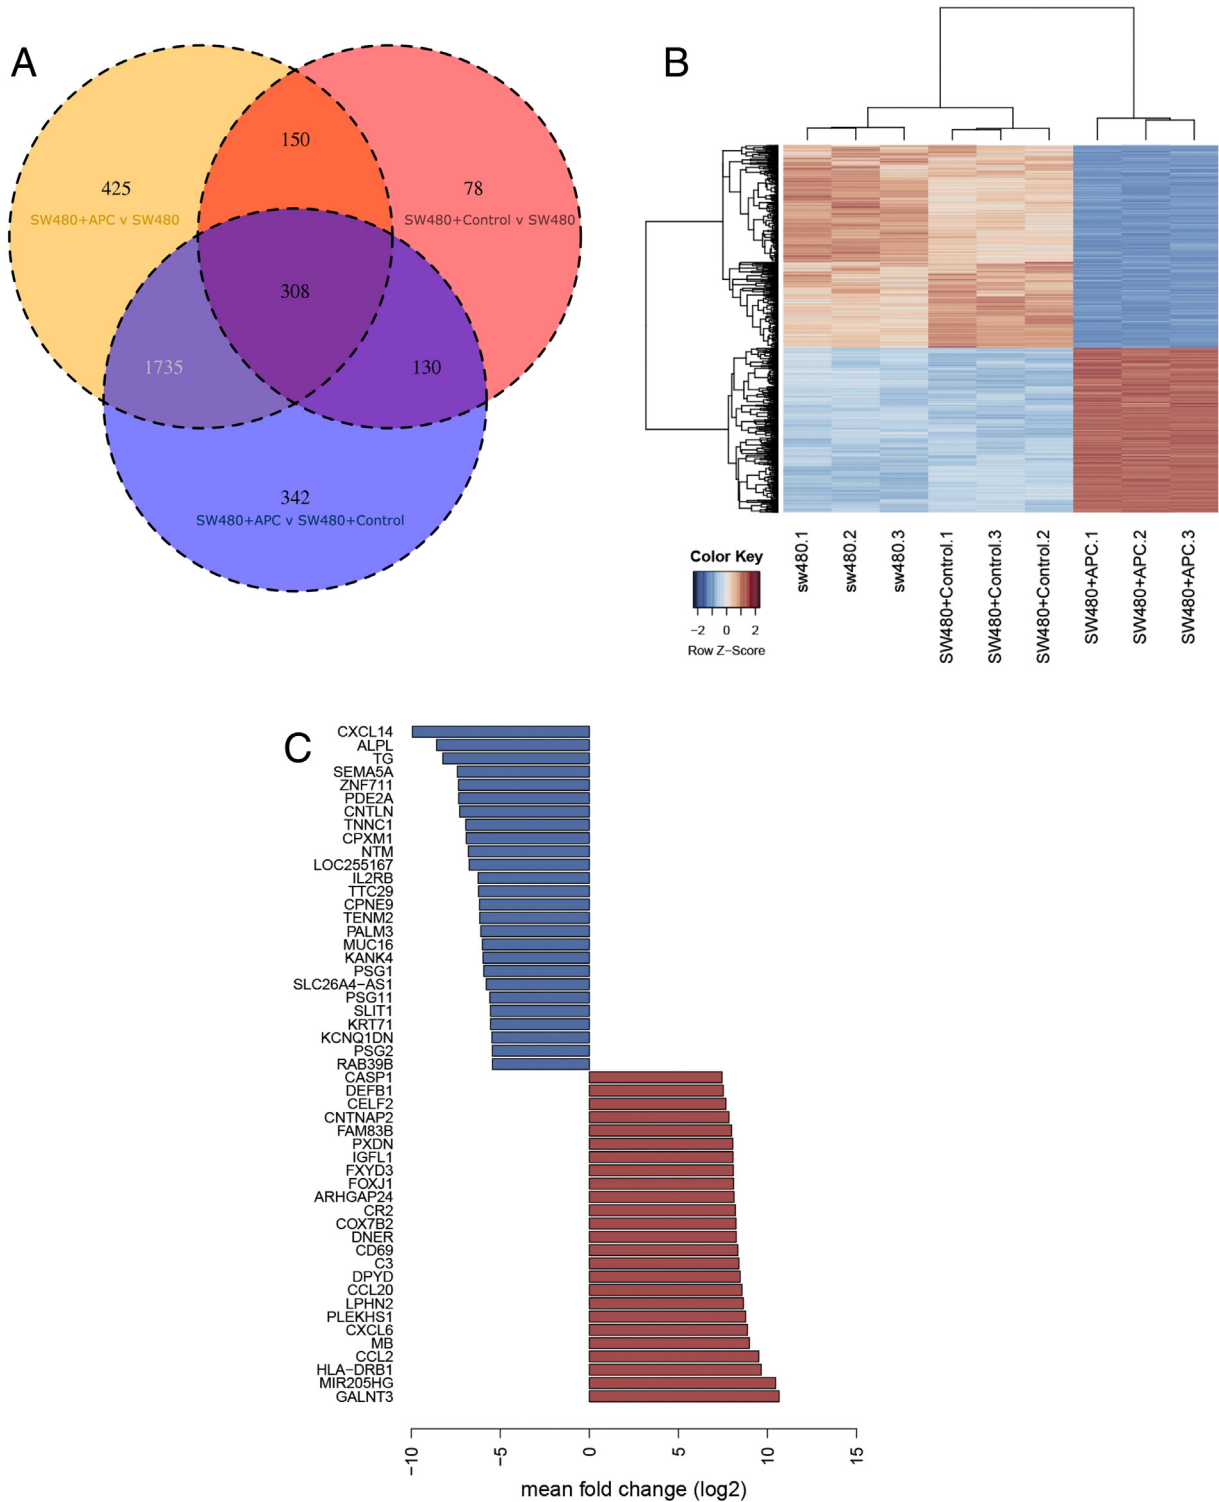 A
150
425
SW480+APC v SW480
78
SW480+Control v SW480
308
1735
130
342
SW480+APC v SW480+Control
B
sw480.1
sw480.2
sw480.3
SW480+Control.1
SW480+Control.3
SW480+Control.2
SW480+APC.1
SW480+APC.2
SW480+APC.3
Color Key
−2 0 2
Row Z−Score
C
CXCL14
ALPL
TG
SEMA5A
ZNF711
PDE2A
CNTLN
TNNC1
CPXM1
NTM
LOC255167
IL2RB
TTC29
CPNE9
TENM2
PALM3
MUC16
KANK4
PSG1
SLC26A4−AS1
PSG11
SLIT1
KRT71
KCNQ1DN
PSG2
RAB39B
CASP1
DEFB1
CELF2
CNTNAP2
FAM83B
PXDN
IGFL1
FXYD3
FOXJ1
ARHGAP24
CR2
COX7B2
DNER
CD69
C3
DPYD
CCL20
LPHN2
PLEKHS1
CXCL6
MB
CCL2
HLA−DRB1
MIR205HG
GALNT3
−10 −5 0 5 10 15
mean fold change (log2)